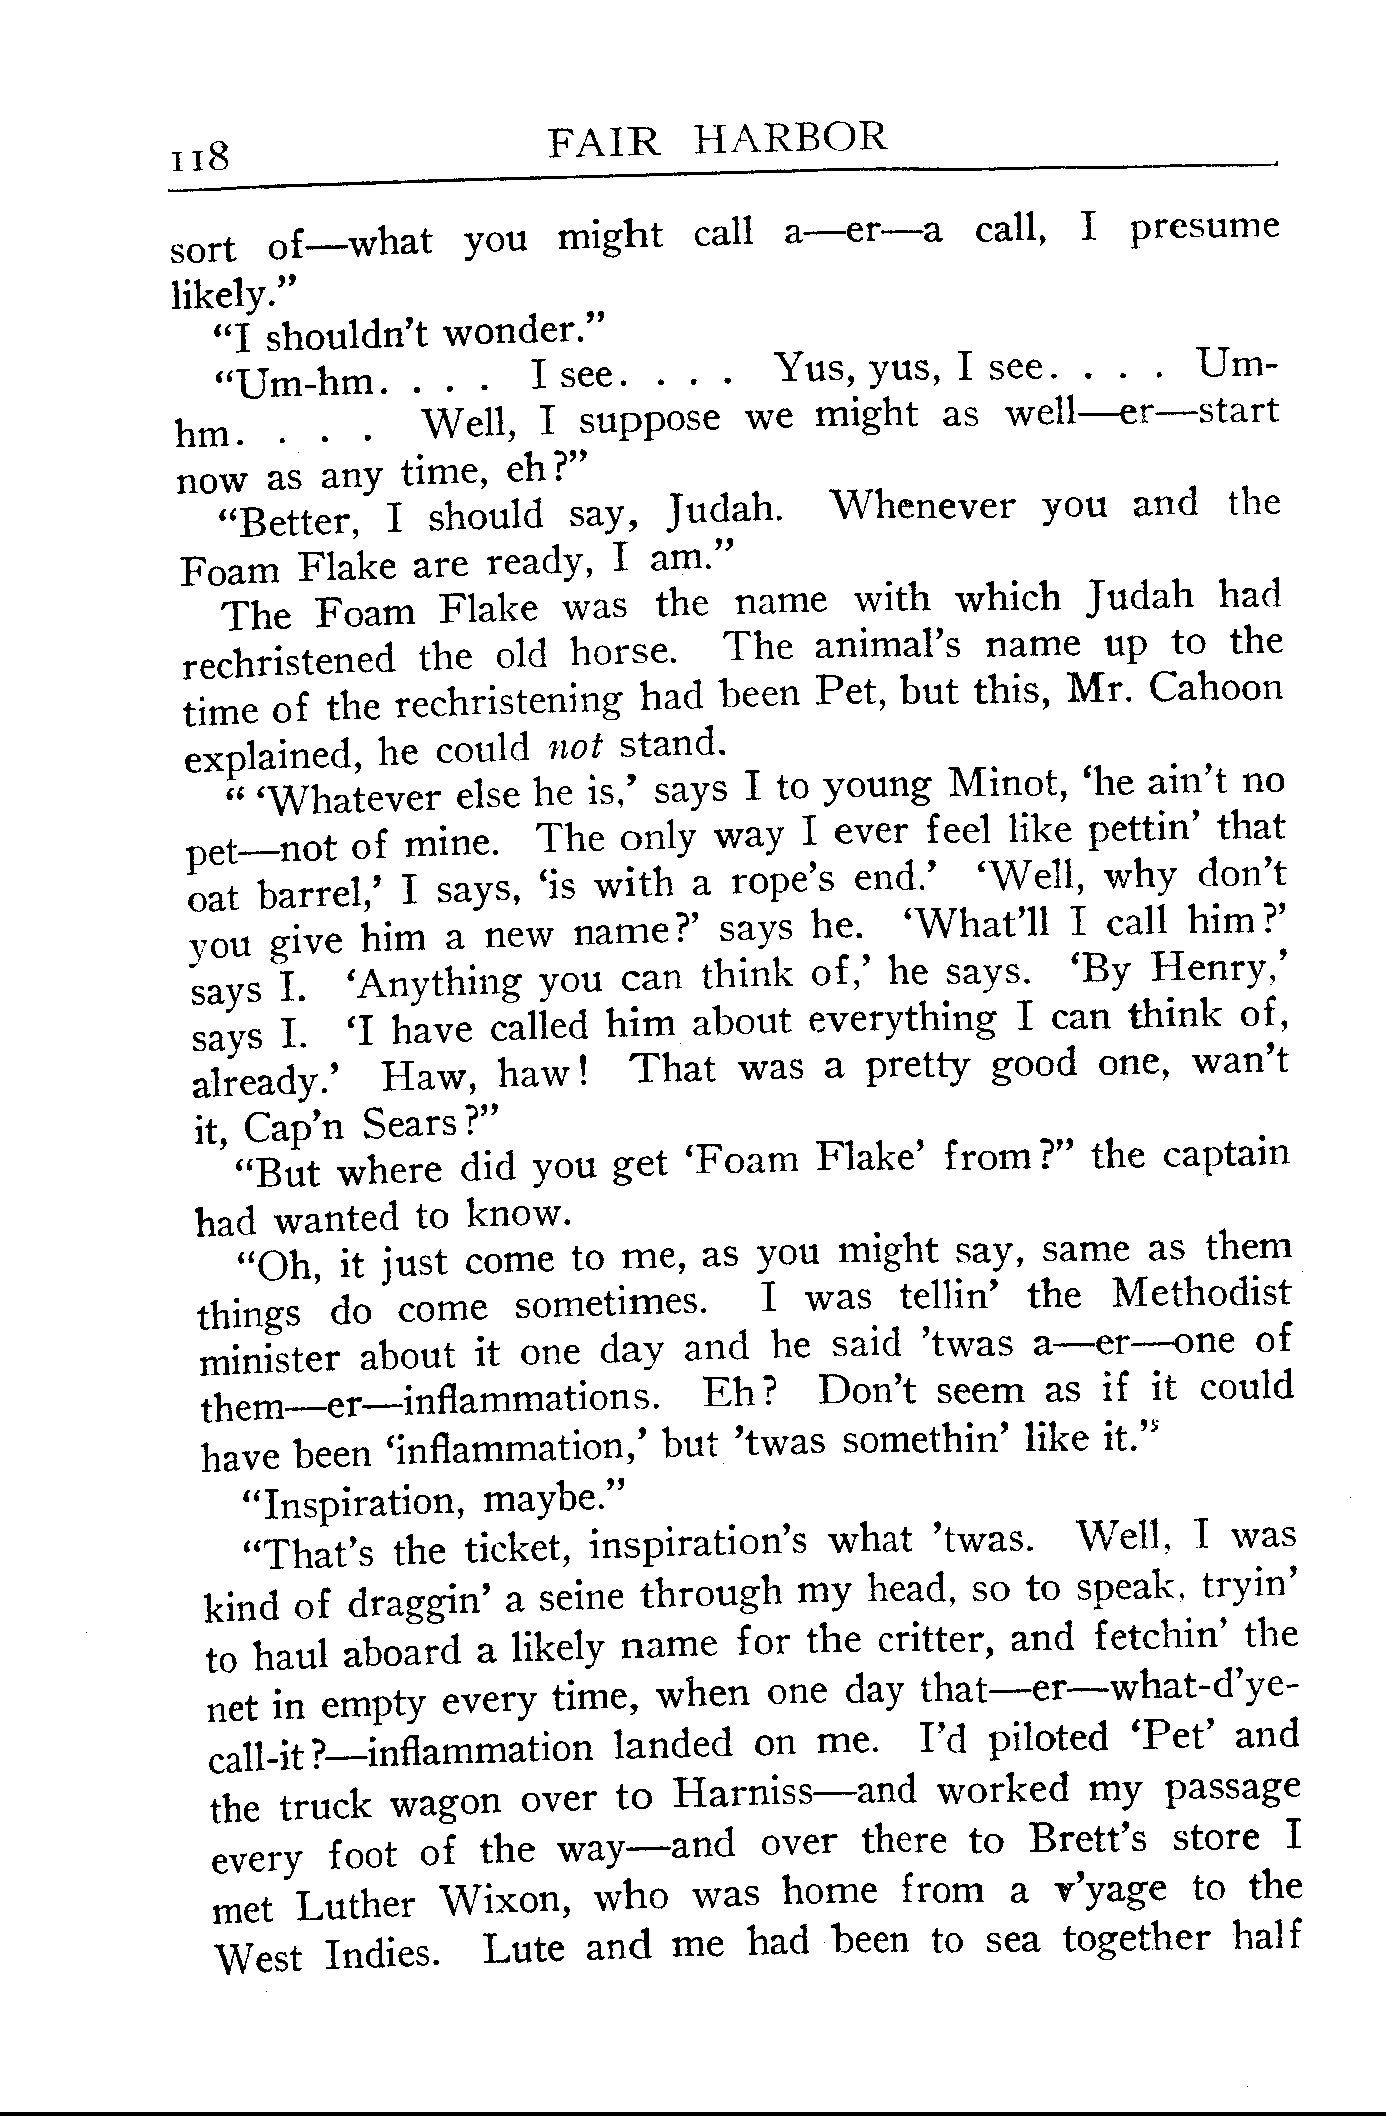 118 FAIR HARBOR
sort of—what you might call a—er—a call, I presume
likely.”
“I shouldn’t wonder.”
“Um-hm. . . . I see. . . . Yus, yus, I see. . . . Um-
hm. . . . Well, I suppose we might as well—er—start
now as any time, eh?”
“Better, I should say, Judah. Whenever you and the
Foam Flake are ready, I am.”
The Foam Flake was the name with which Judah had
rechristened the old horse. The animal’s name up to the
time of the rechristening had been Pet, but this, Mr. Cahoon
explained, he could not stand.
“ ‘Whatever else he is,’ says I to young Minot, ‘he ain’t no
pet—not of mine. The only way I ever feel like pettin’ that
oat barrel,’ I says, ‘is with a rope’s end.’ ‘Well, why don’t
you give him a new name?’ says he. ‘What’ll I call him?’
says I. ‘Anything you can think of,’ he says. ‘By Henry,’
says I. ‘I have called him about everything I can think of,
already.’ Haw, haw! That was a pretty good one, wan’t
it, Cap’n Sears?”
“But where did you get ‘Foam Flake’ from?” the captain
had wanted to know.
“Oh, it just come to me, as you might say, same as them
things do come sometimes. I was tellin’ the Methodist
minister about it one day and he said ’twas a—er—one of
them—er—inflammations. Eh? Don’t seem as if it could
have been ‘inflammation,’ but ’twas somethin’ like it.”
“Inspiration, maybe.”
“That’s the ticket, inspiration’s what ’twas. Well, I was
kind of draggin’ a seine through my head, so to speak, tryin’
to haul aboard a likely name for the critter, and fetchin’ the
net in empty every time, when one day that—er—what-d’ye-
call-it?—inflammation landed on me. I’d piloted ‘Pet’ and
the truck wagon over to Harniss—and worked my passage
every foot of the way—and over there to Brett’s store I
met Luther Wixon, who was home from a v’yage to the
West Indies. Lute and me had been to sea together half